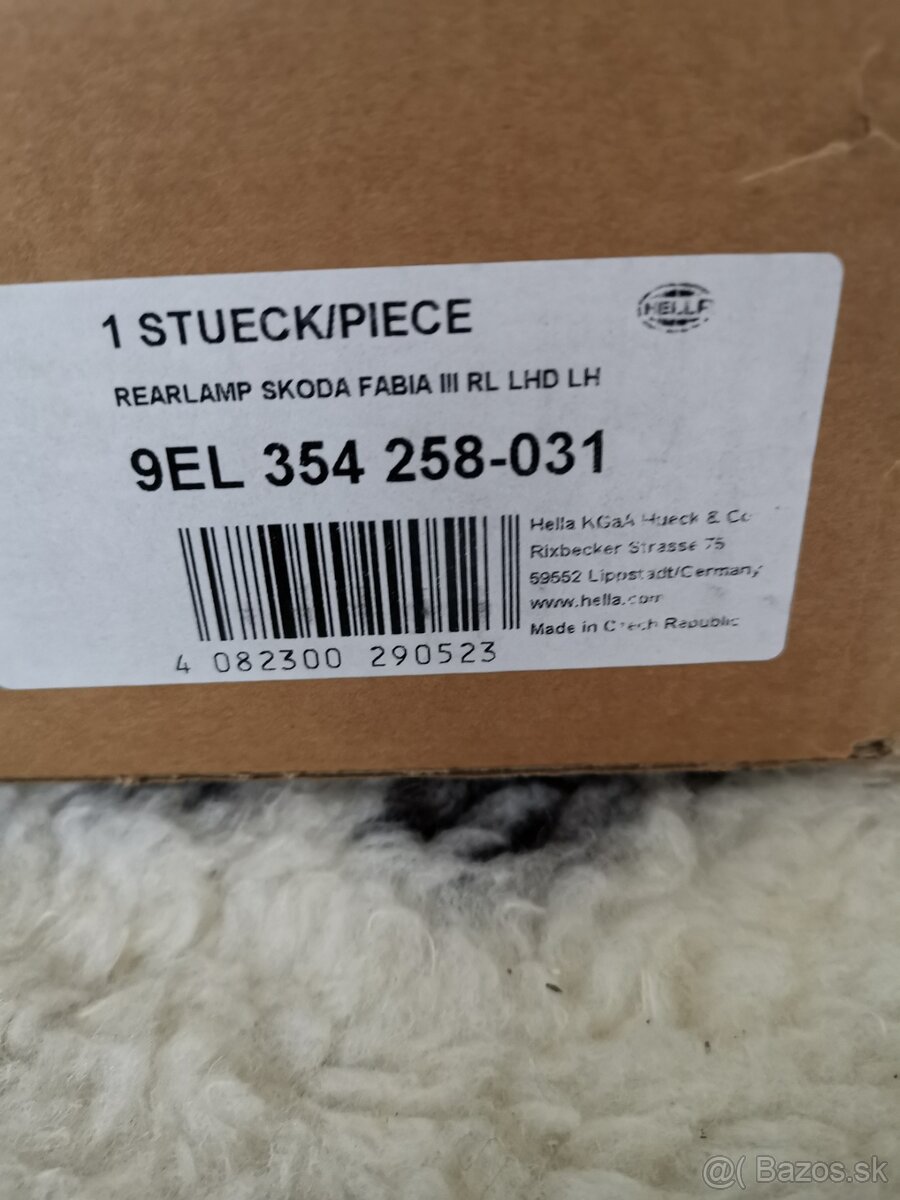 1 STUECK/PIECE
HELLA
REARLAMP SKODA FABIA III RL LHD LH
9EL 354 258-031
4 082300 290523
Hella KGaA Hueck & Co
Rixbecker Strasse 75
59552 Lippstadt/Germany
www.hella.com
Made in Czech Republic
@( Bazos.sk